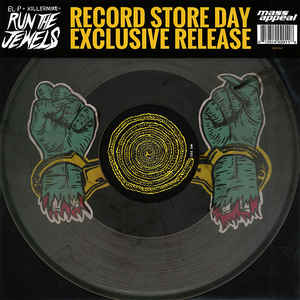 EL P + KILLER MIKE
RUN THE
JEWELS
RECORD STORE DAY
EXCLUSIVE RELEASE
mass
appeal